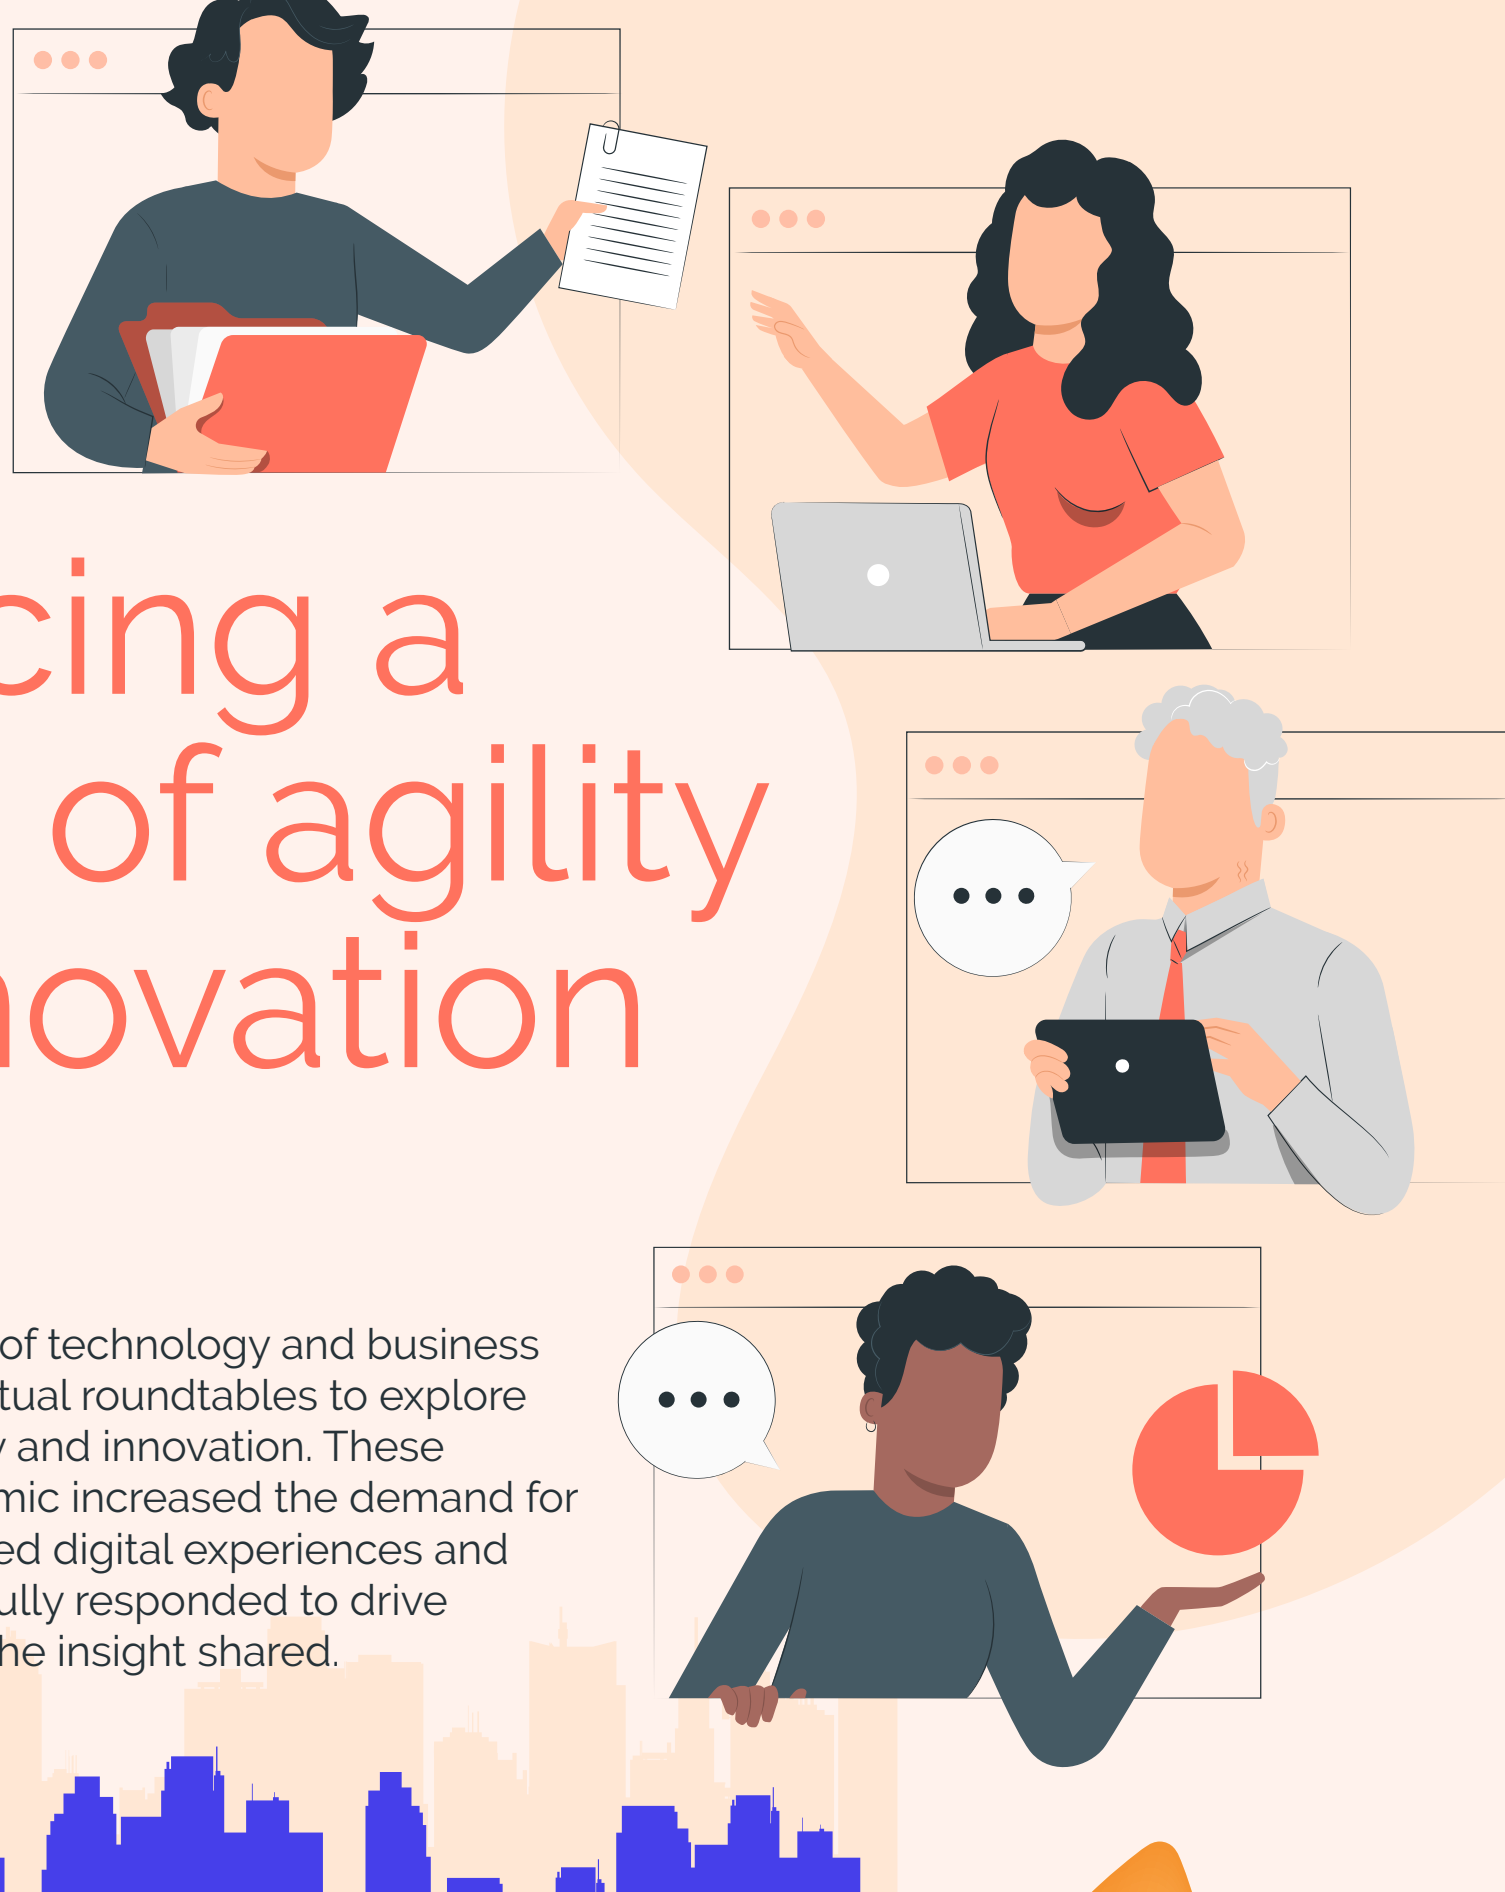 cing a
of agility
novation
of technology and business
tual roundtables to explore
y and innovation. These
mic increased the demand for
ed digital experiences and
ully responded to drive
he insight shared.